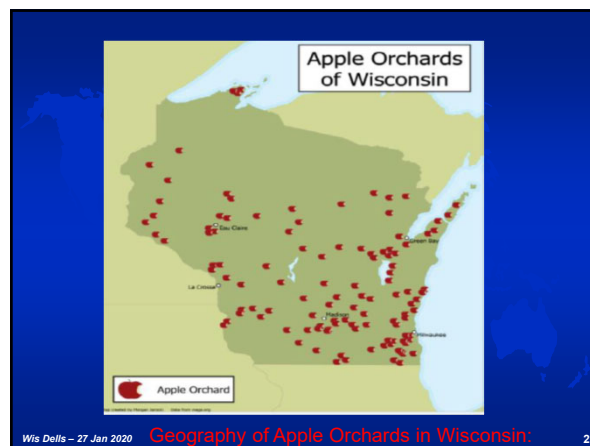 Apple Orchards
of Wisconsin
Eau Claire
Green Bay
La Crosse
Madison
Milwaukee
Apple Orchard
Wis Dells – 27 Jan 2020
Geography of Apple Orchards in Wisconsin:
2